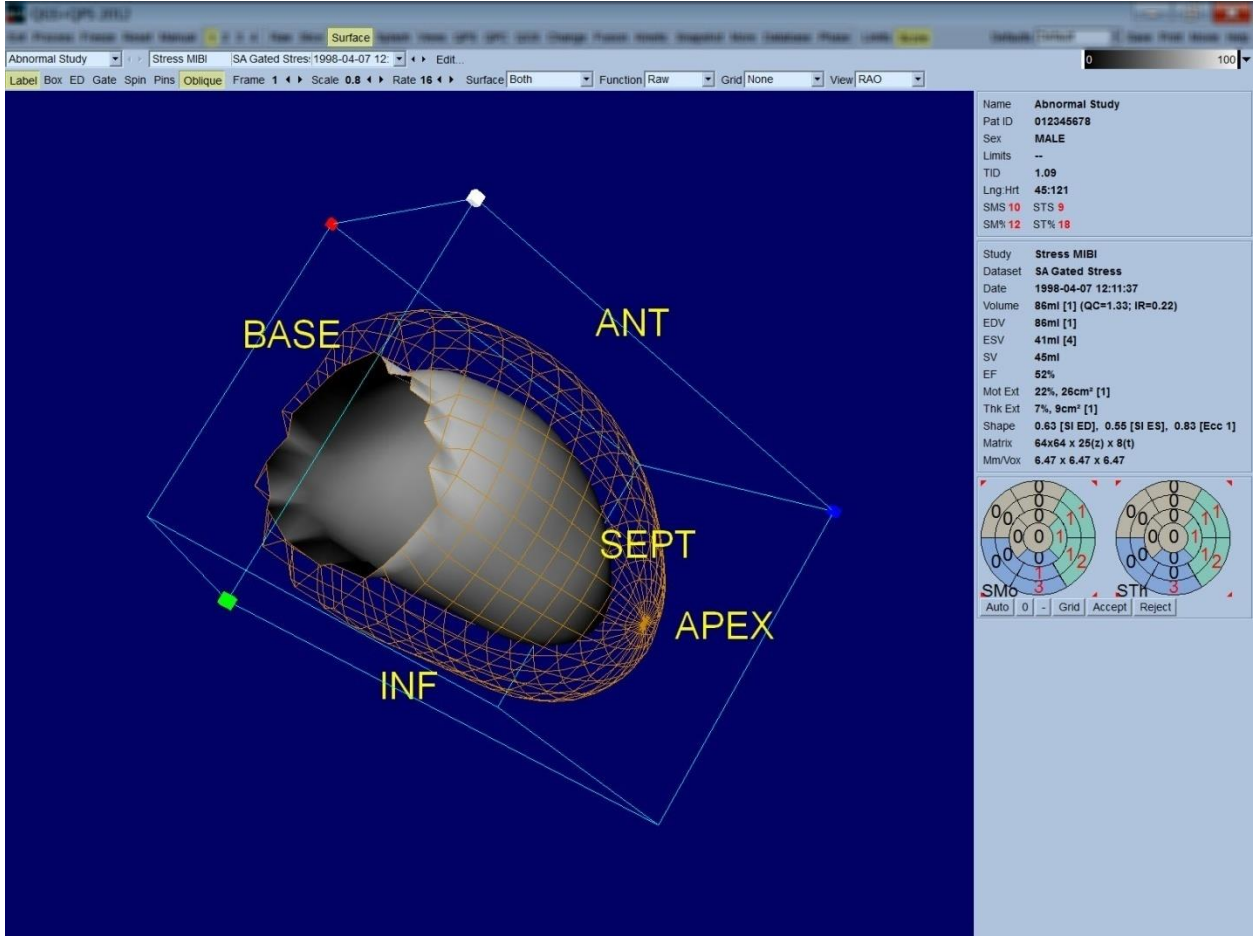 Surface
Abnormal Study Stress MIBI SA Gated Stres: 1998-04-07 12: Edit...
0 100
Label Box ED Gate Spin Pins Oblique Frame 1 Scale 0.8 Rate 16 Surface Both Function Raw Grid None View RAO
BASE
ANT
SEPT
APEX
INF
Name Abnormal Study
Pat ID 012345678
Sex MALE
Limits --
TID 1.09
Lng:Hrt 45:121
SMS 10 STS 9
SM% 12 ST% 18
Study Stress MIBI
Dataset SA Gated Stress
Date 1998-04-07 12:11:37
Volume 86ml [1] (QC=1.33; IR=0.22)
EDV 86ml [1]
ESV 41ml [4]
SV 45ml
EF 52%
Mot Ext 22%, 26cm² [1]
Thk Ext 7%, 9cm² [1]
Shape 0.63 [SI ED], 0.55 [SI ES], 0.83 [Ecc 1]
Matrix 64x64 x 25(z) x 8(t)
Mm/Vox 6.47 x 6.47 x 6.47
SMo STh
Auto 0 - Grid Accept Reject